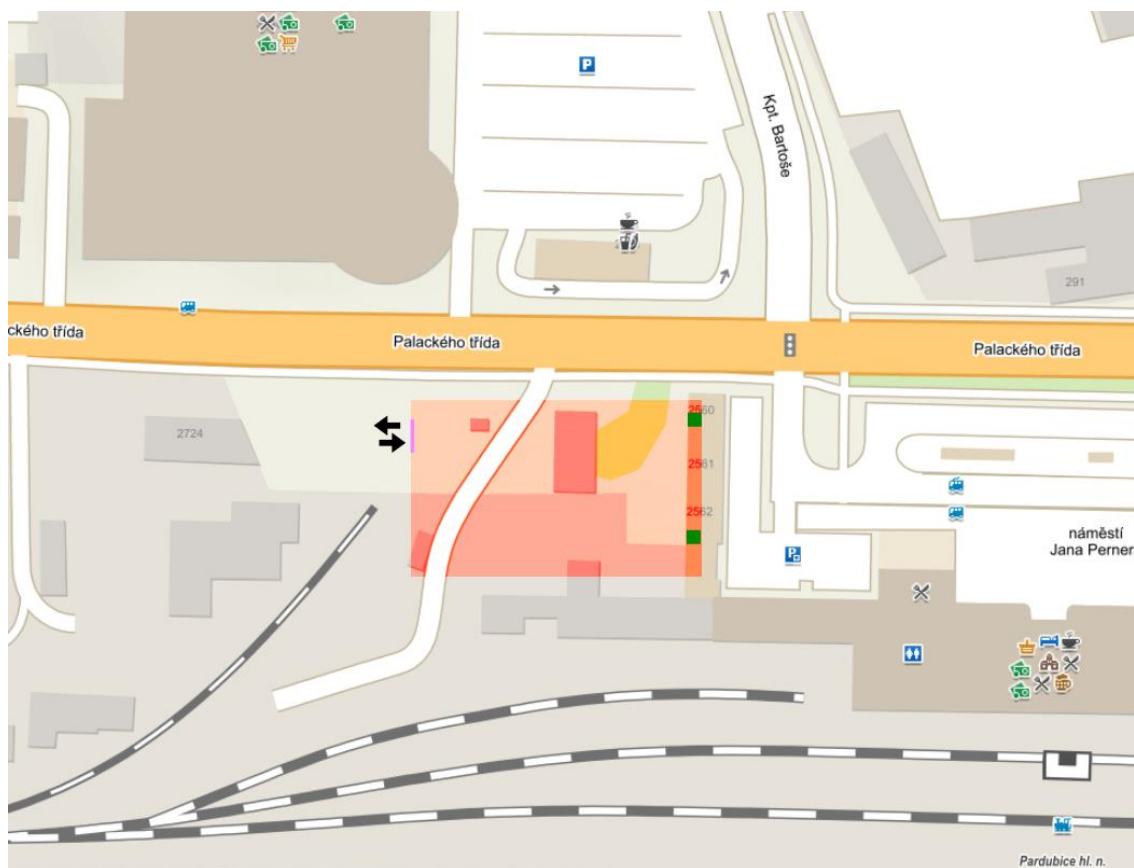 P
Kpt. Bartoše
291
ckého třída
Palackého třída
Palackého třída
2724
2560
2561
2562
náměstí
Jana Perner
P
Pardubice hl. n.